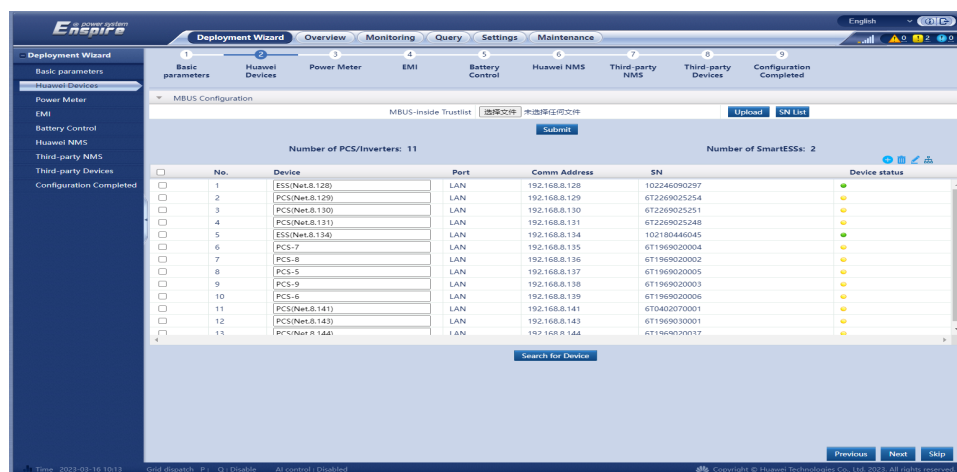 Enspire
e power system
English
Deployment Wizard Overview Monitoring Query Settings Maintenance
0 2 0
Deployment Wizard
Basic parameters
Huawei Devices
Power Meter
EMI
Battery Control
Huawei NMS
Third-party NMS
Third-party Devices
Configuration Completed
1 2 3 4 5 6 7 8 9
Basic parameters Huawei Devices Power Meter EMI Battery Control Huawei NMS Third-party NMS Third-party Devices Configuration Completed
MBUS Configuration
MBUS-inside Trustlist 选择文件 未选择任何文件 Upload SN List
Submit
Number of PCS/Inverters: 11 Number of SmartESSs: 2
No. Device Port Comm Address SN Device status
1 ESS(Net.8.128) LAN 192.168.8.128 102246090297
2 PCS(Net.8.129) LAN 192.168.8.129 6T2269025254
3 PCS(Net.8.130) LAN 192.168.8.130 6T2269025251
4 PCS(Net.8.131) LAN 192.168.8.131 6T2269025248
5 ESS(Net.8.134) LAN 192.168.8.134 102180446045
6 PCS-7 LAN 192.168.8.135 6T1969020004
7 PCS-8 LAN 192.168.8.136 6T1969020002
8 PCS-5 LAN 192.168.8.137 6T1969020005
9 PCS-9 LAN 192.168.8.138 6T1969020003
10 PCS-6 LAN 192.168.8.139 6T1969020006
11 PCS(Net.8.141) LAN 192.168.8.141 6T0402070001
12 PCS(Net.8.143) LAN 192.168.8.143 6T1969030001
13 PCS(Net.8.144) LAN 192.168.8.144 6T1969020037
Search for Device
Previous Next Skip
Time 2023-03-16 10:13 Grid dispatch P : Q : Disable AI control : Disabled Copyright © Huawei Technologies Co., Ltd. 2023. All rights reserved.